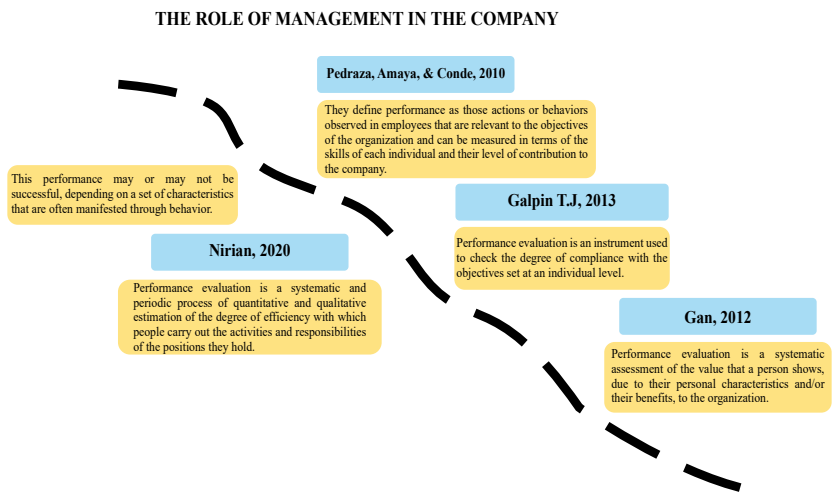 THE ROLE OF MANAGEMENT IN THE COMPANY
Pedraza, Amaya, & Conde, 2010
They define performance as those actions or behaviors
observed in employees that are relevant to the objectives
of the organization and can be measured in terms of the
skills of each individual and their level of contribution to
the company.
This performance may or may not be
successful, depending on a set of characteristics
that are often manifested through behavior.
Galpin T.J, 2013
Performance evaluation is an instrument used
to check the degree of compliance with the
objectives set at an individual level.
Nirian, 2020
Performance evaluation is a systematic and
periodic process of quantitative and qualitative
estimation of the degree of efficiency with which
people carry out the activities and responsibilities
of the positions they hold.
Gan, 2012
Performance evaluation is a systematic
assessment of the value that a person shows,
due to their personal characteristics and/or
their benefits, to the organization.